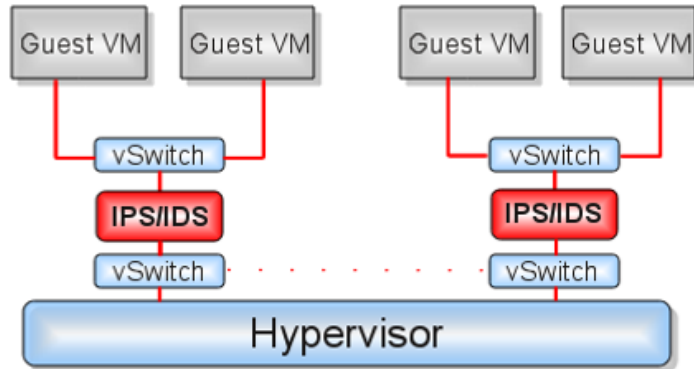 Guest VM
Guest VM
Guest VM
Guest VM
vSwitch
vSwitch
IPS/IDS
IPS/IDS
vSwitch
vSwitch
Hypervisor